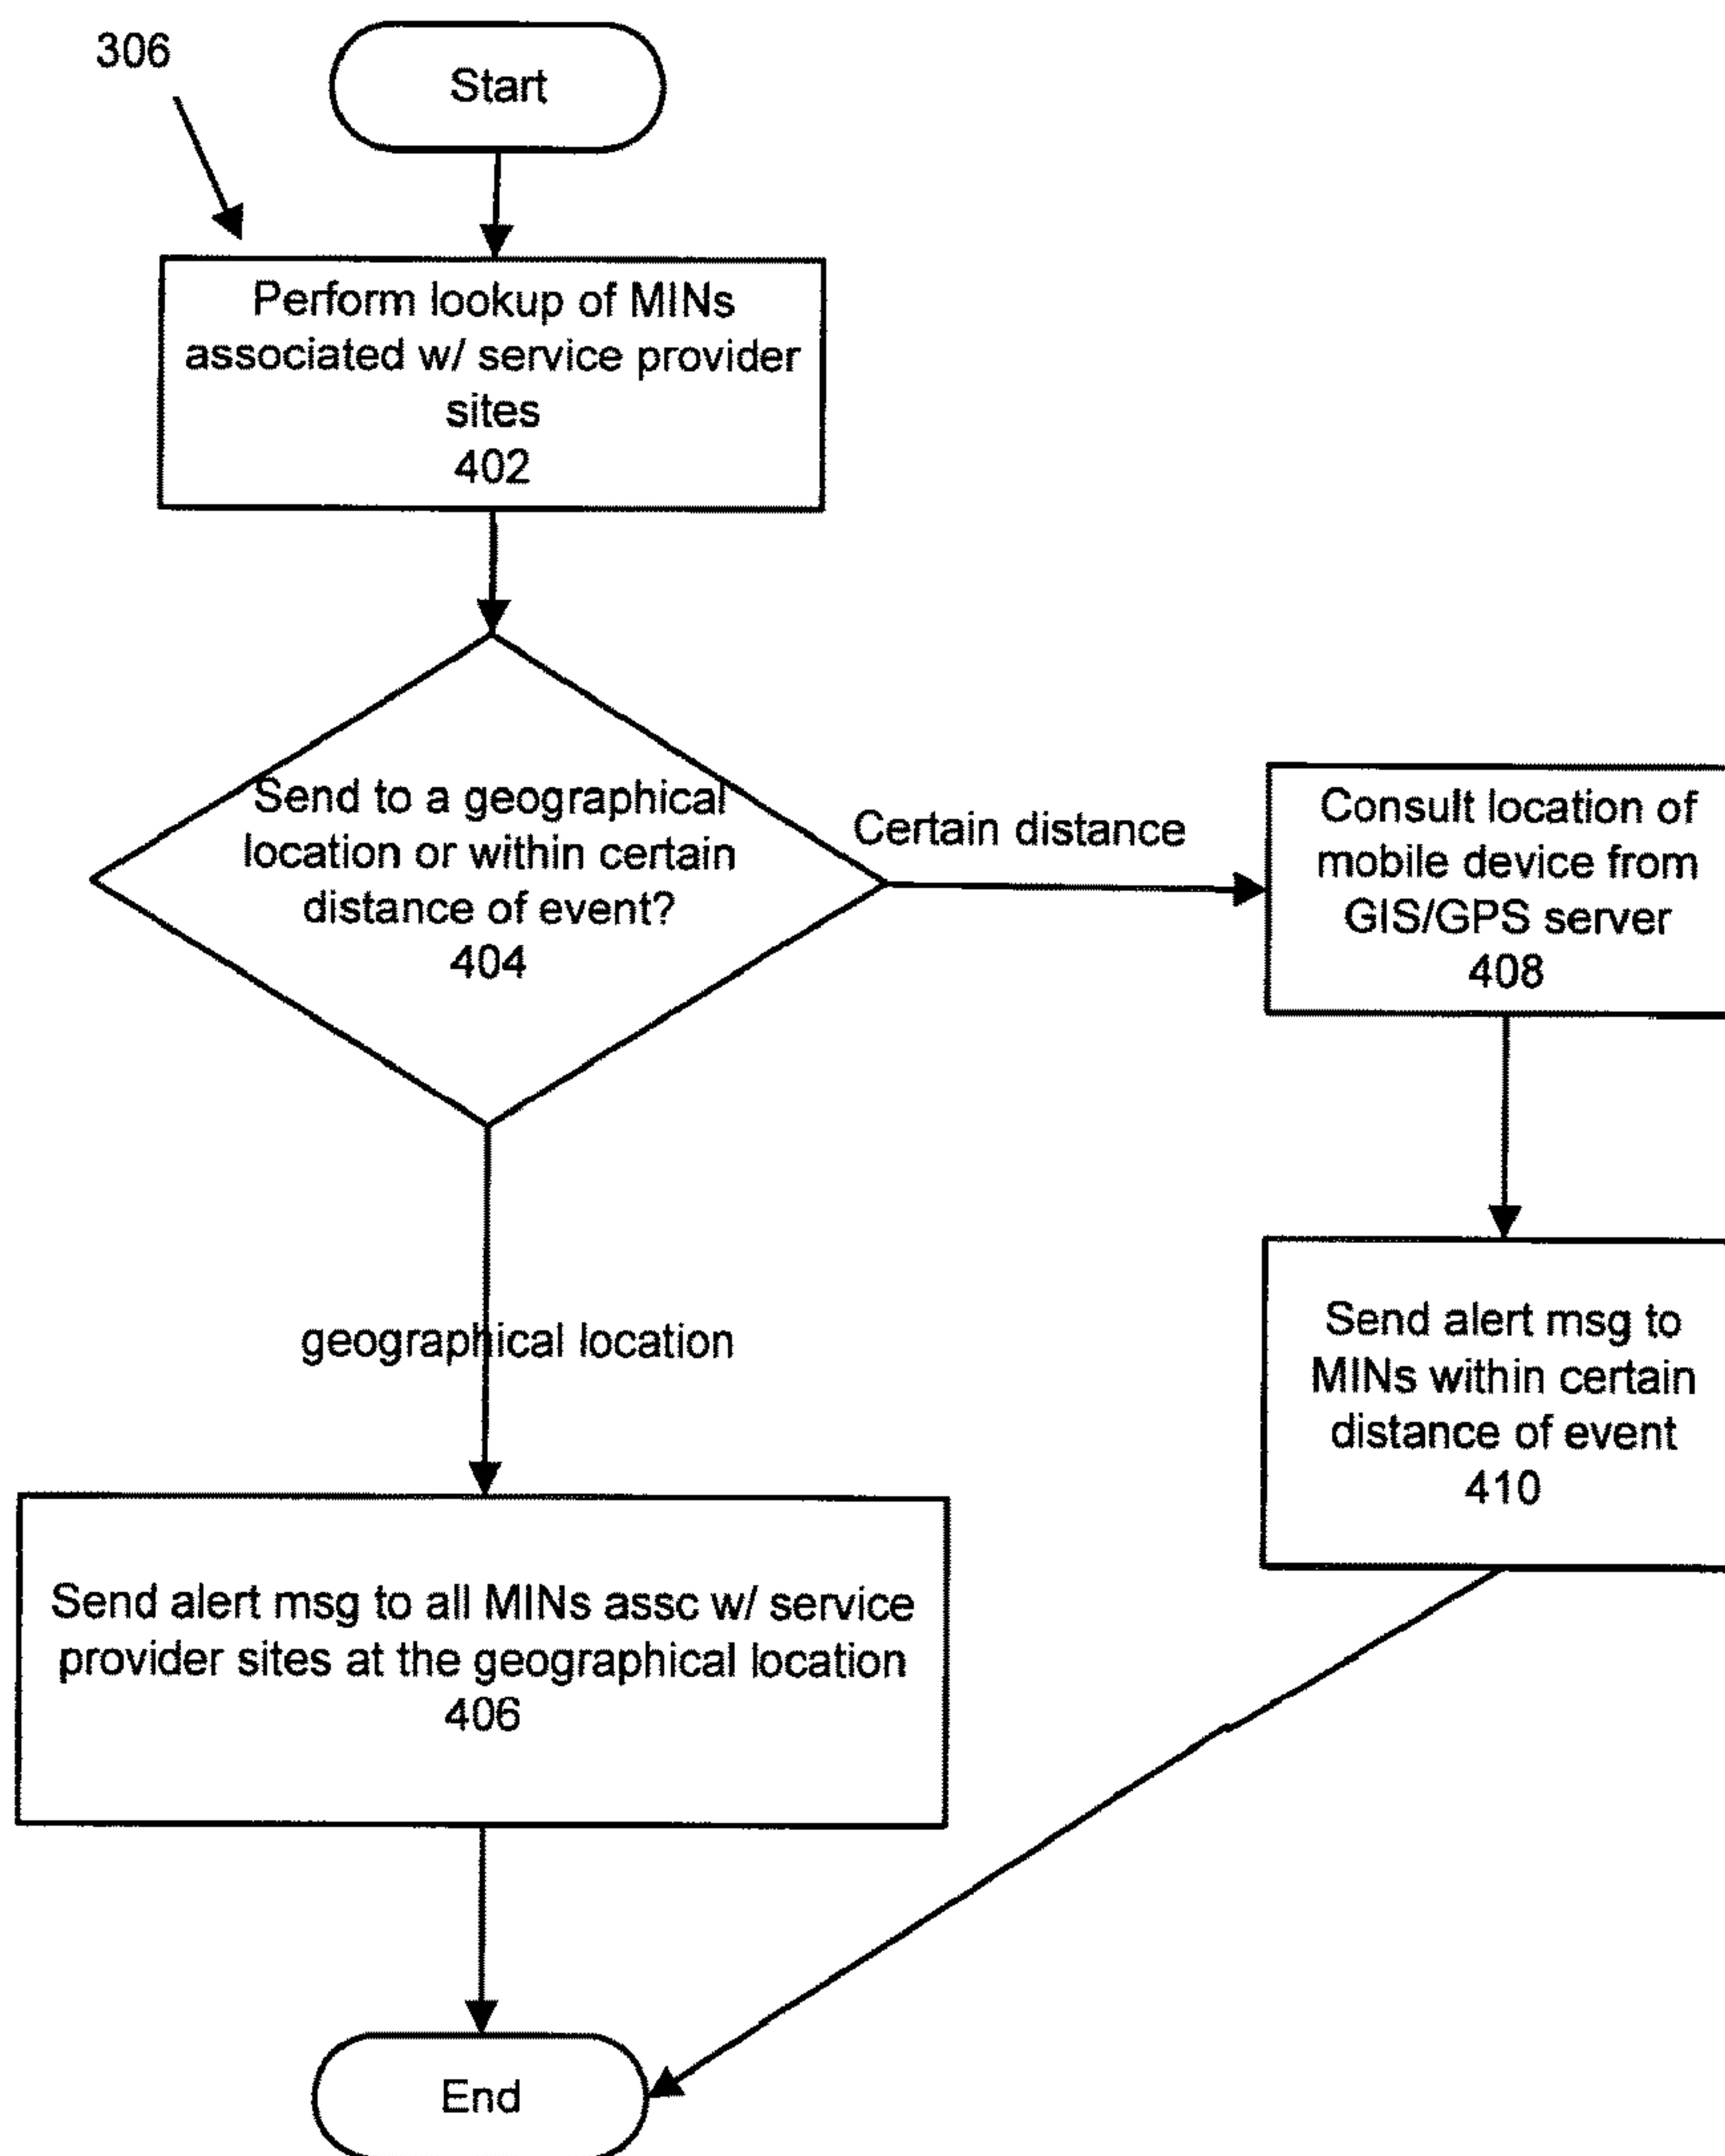 306
Start
Perform lookup of MINs
associated w/ service provider
sites
402
Send to a geographical
location or within certain
distance of event?
404
Certain distance
Consult location of
mobile device from
GIS/GPS server
408
Send alert msg to
MINs within certain
distance of event
410
geographical location
Send alert msg to all MINs assc w/ service
provider sites at the geographical location
406
End